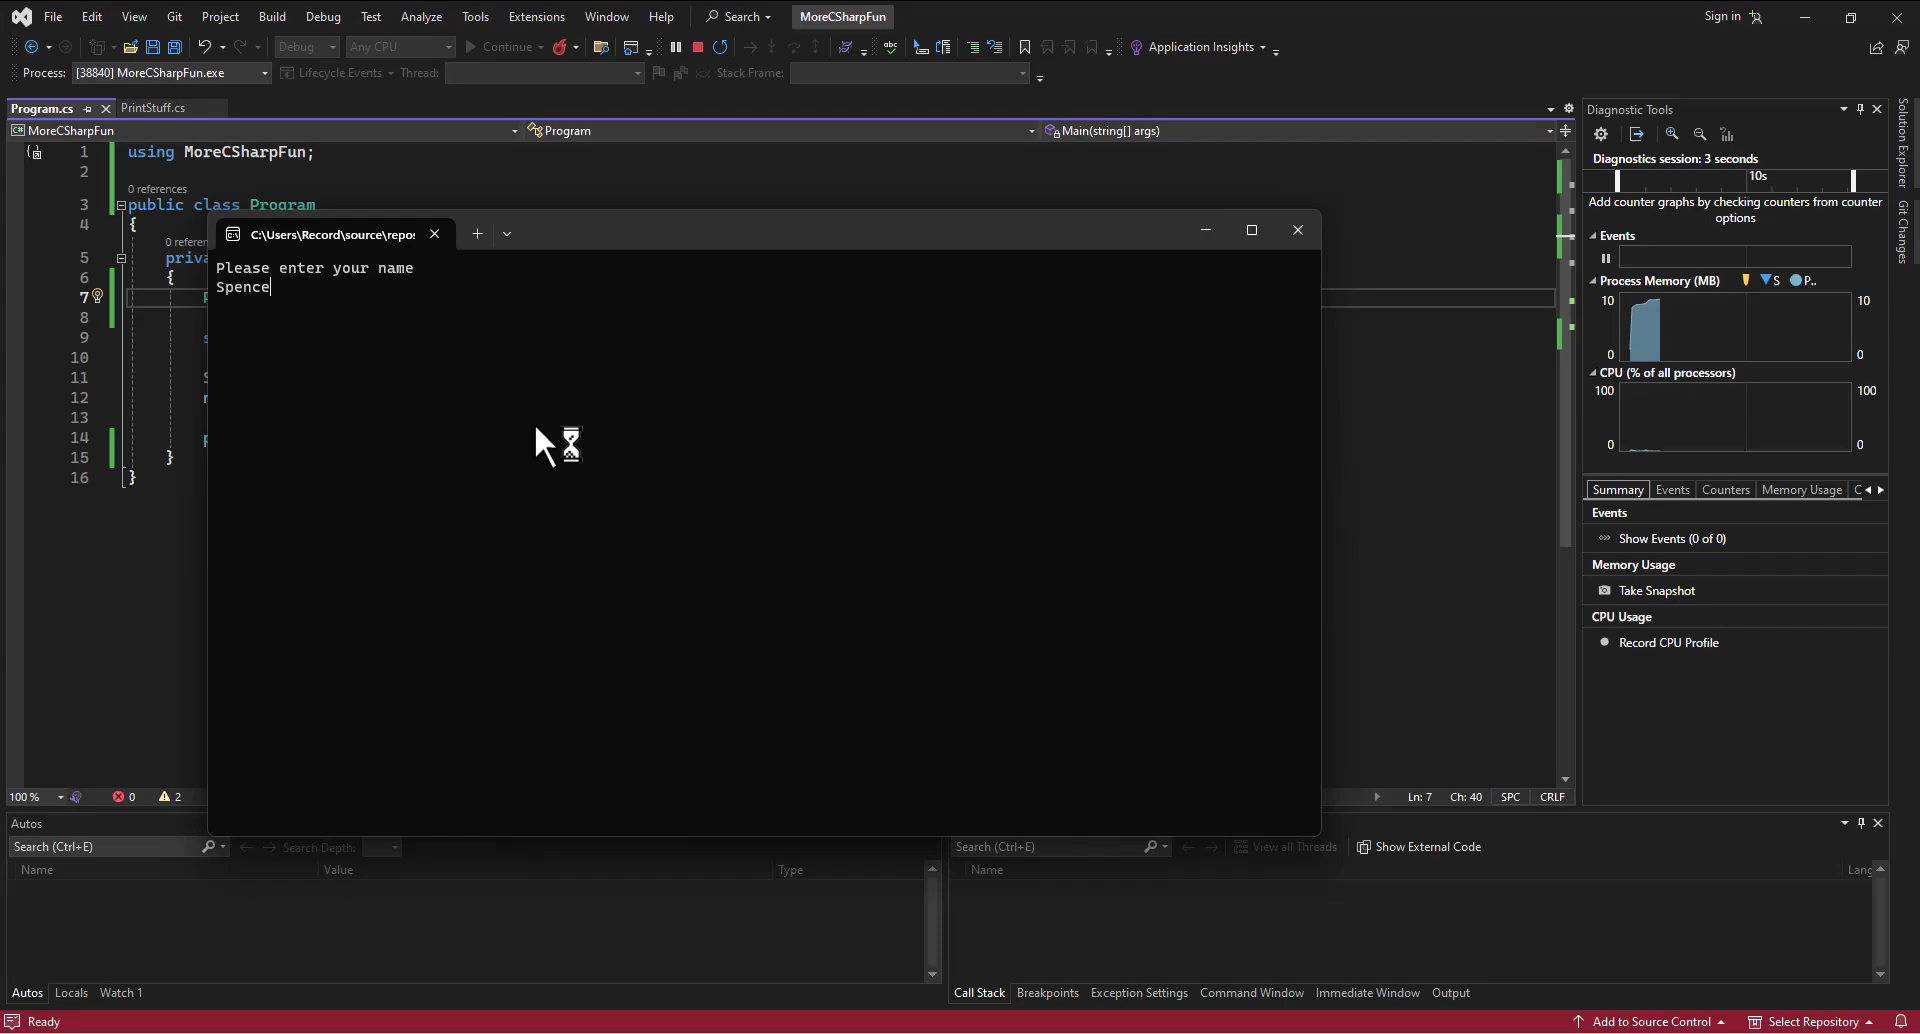 File Edit View Git Project Build Debug Test Analyze Tools Extensions Window Help Search MoreCSharpFun Sign in
Debug Any CPU Continue Application Insights
Process: [38840] MoreCSharpFun.exe Lifecycle Events Thread: Stack Frame:
Program.cs PrintStuff.cs
MoreCSharpFun Program Main(string[] args)
1 using MoreCSharpFun;
2
0 references
3 public class Program
4 {
0 referen
5 priva
6 {
7
8
9
10
11
12
13
14
15 }
16 }
C:\Users\Record\source\repos
Please enter your name
Spence
100 % 0 2 Ln: 7 Ch: 40 SPC CRLF
Diagnostic Tools
Diagnostics session: 3 seconds
10s
Add counter graphs by checking counters from counter
options
Events
Process Memory (MB) S P..
10 10
0 0
CPU (% of all processors)
100 100
0 0
Summary Events Counters Memory Usage C
Events
Show Events (0 of 0)
Memory Usage
Take Snapshot
CPU Usage
Record CPU Profile
Solution Explorer
Git Changes
Autos
Search (Ctrl+E) Search Depth:
Name Value Type
Autos Locals Watch 1
Search (Ctrl+E) View all Threads Show External Code
Name Lang
Call Stack Breakpoints Exception Settings Command Window Immediate Window Output
Ready Add to Source Control Select Repository